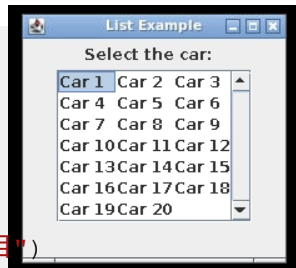 List Example
Select the car:
Car 1 Car 2 Car 3
Car 4 Car 5 Car 6
Car 7 Car 8 Car 9
Car 10 Car 11 Car 12
Car 13 Car 14 Car 15
Car 16 Car 17 Car 18
Car 19 Car 20
目")